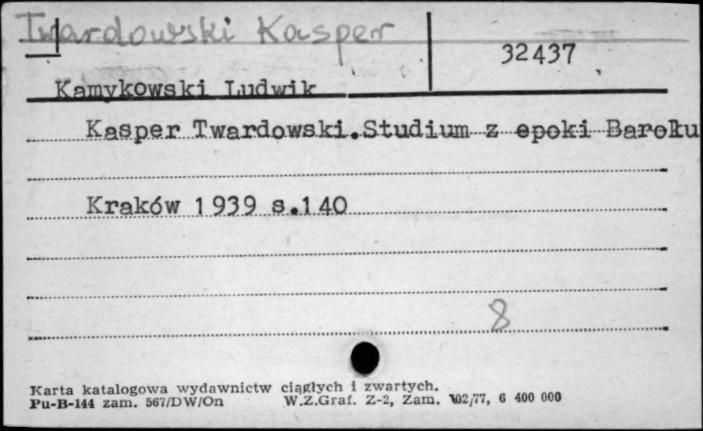 Twardowski Kasper
32437
Kamykowski Ludwik
Kasper Twardowski.Studium z epoki Baroku
Kraków 1939 s.140
8
Karta katalogowa wydawnictw ciągłych i zwartych.
Pu-B-144 zam. 567/DW/On W.Z.Graf. Z-2, Zam. 102/77, 6 400 000